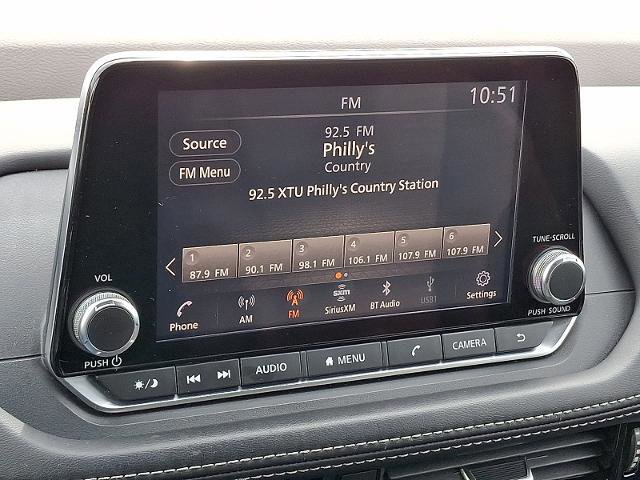 FM
10:51
Source
FM Menu
92.5 FM
Philly's
Country
92.5 XTU Philly's Country Station
1 2 3 4 5 6
87.9 FM 90.1 FM 98.1 FM 106.1 FM 107.9 FM 107.9 FM
Phone AM FM SiriusXM BT Audio USB1 Settings
sxm
VOL
PUSH
TUNE·SCROLL
PUSH SOUND
AUDIO MENU CAMERA